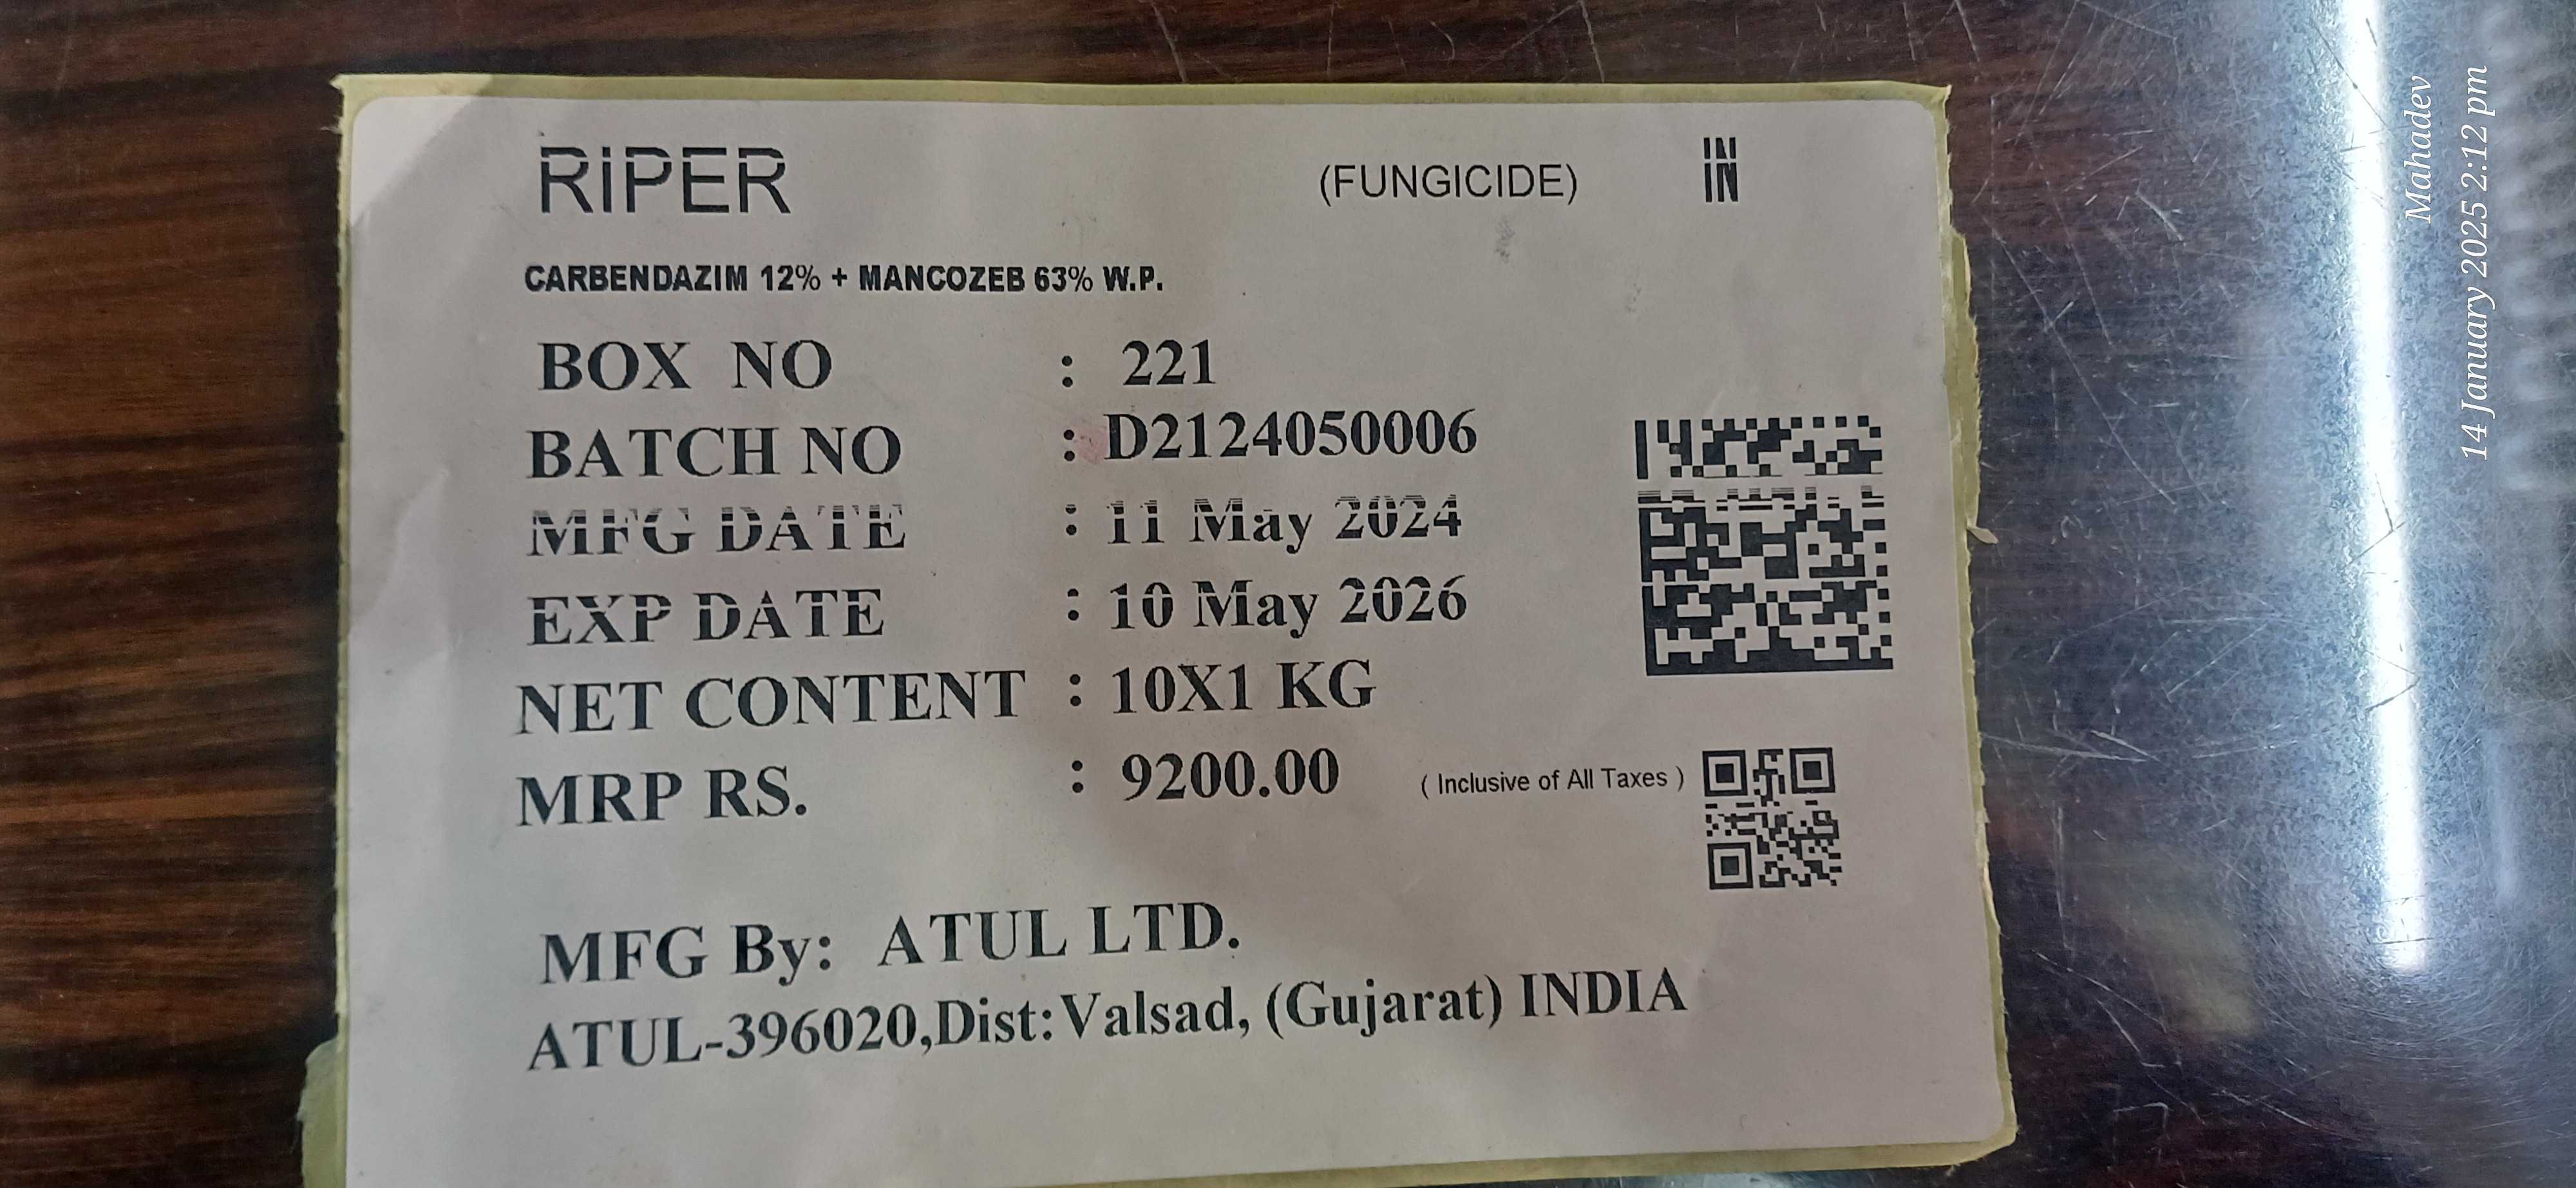 RIPER (FUNGICIDE) IN
CARBENDAZIM 12% + MANCOZEB 63% W.P.
BOX NO : 221
BATCH NO : D2124050006
MFG DATE : 11 May 2024
EXP DATE : 10 May 2026
NET CONTENT : 10X1 KG
MRP RS. : 9200.00 ( Inclusive of All Taxes )
MFG By: ATUL LTD.
ATUL-396020,Dist:Valsad, (Gujarat) INDIA
Mahadev
14 January 2025 2:12 pm